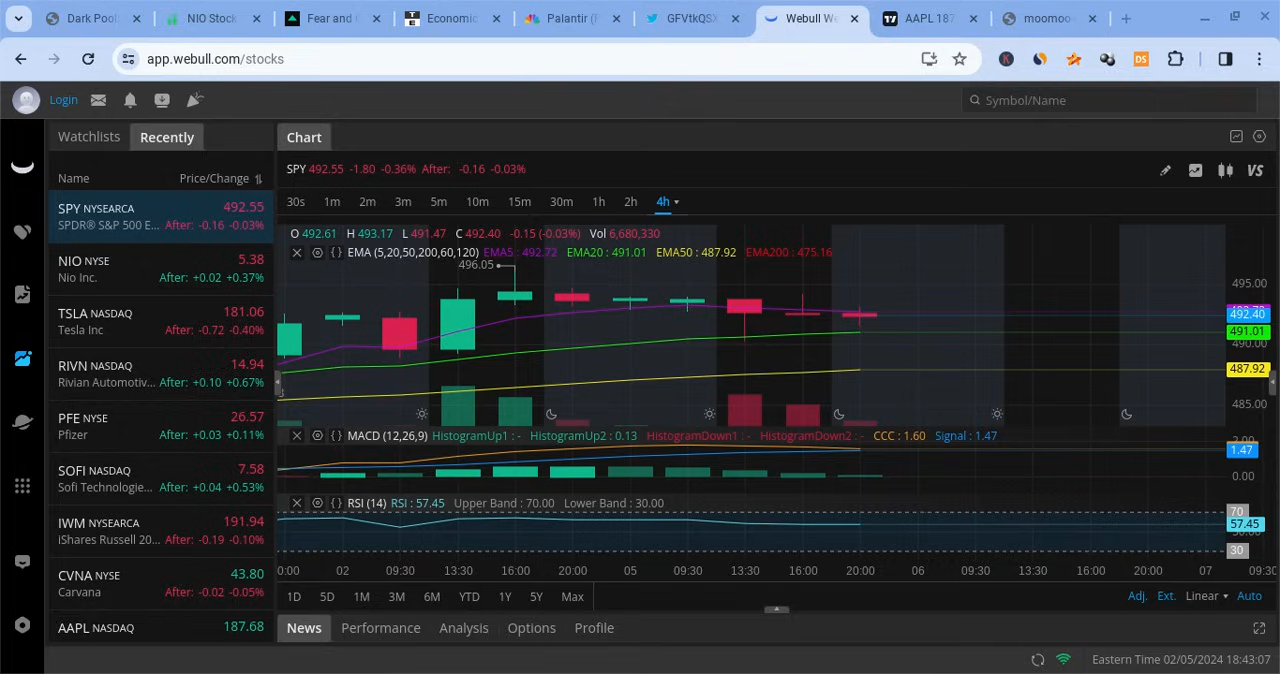 Dark Pool
NIO Stock
Fear and
Economic
Palantir (
GFVtkQSX
Webull We
AAPL 187
moomoo
app.webull.com/stocks
Login
Symbol/Name
Watchlists
Recently
Chart
Name
Price/Change
SPY 492.55 -1.80 -0.36% After: -0.16 -0.03%
VS
30s 1m 2m 3m 5m 10m 15m 30m 1h 2h 4h
SPY NYSEARCA 492.55
SPDR® S&P 500 E... After: -0.16 -0.03%
NIO NYSE 5.38
Nio Inc. After: +0.02 +0.37%
TSLA NASDAQ 181.06
Tesla Inc After: -0.72 -0.40%
RIVN NASDAQ 14.94
Rivian Automotiv... After: +0.10 +0.67%
PFE NYSE 26.57
Pfizer After: +0.03 +0.11%
SOFI NASDAQ 7.58
Sofi Technologie... After: +0.04 +0.53%
IWM NYSEARCA 191.94
iShares Russell 20... After: -0.19 -0.10%
CVNA NYSE 43.80
Carvana After: -0.02 -0.05%
AAPL NASDAQ 187.68
O 492.61 H 493.17 L 491.47 C 492.40 -0.15 (-0.03%) Vol 6,680,330
EMA (5,20,50,200,60,120) EMA5 : 492.72 EMA20 : 491.01 EMA50 : 487.92 EMA200 : 475.16
496.05
495.00
492.40
491.01
490.00
487.92
485.00
MACD (12,26,9) HistogramUp1 : - HistogramUp2 : 0.13 HistogramDown1 : - HistogramDown2 : - CCC : 1.60 Signal : 1.47
1.47
0.00
RSI (14) RSI : 57.45 Upper Band : 70.00 Lower Band : 30.00
70
57.45
30
0:00 02 09:30 13:30 16:00 20:00 05 09:30 13:30 16:00 20:00 06 09:30 13:30 16:00 20:00 07 09:30
1D 5D 1M 3M 6M YTD 1Y 5Y Max
Adj. Ext. Linear Auto
News Performance Analysis Options Profile
Eastern Time 02/05/2024 18:43:07